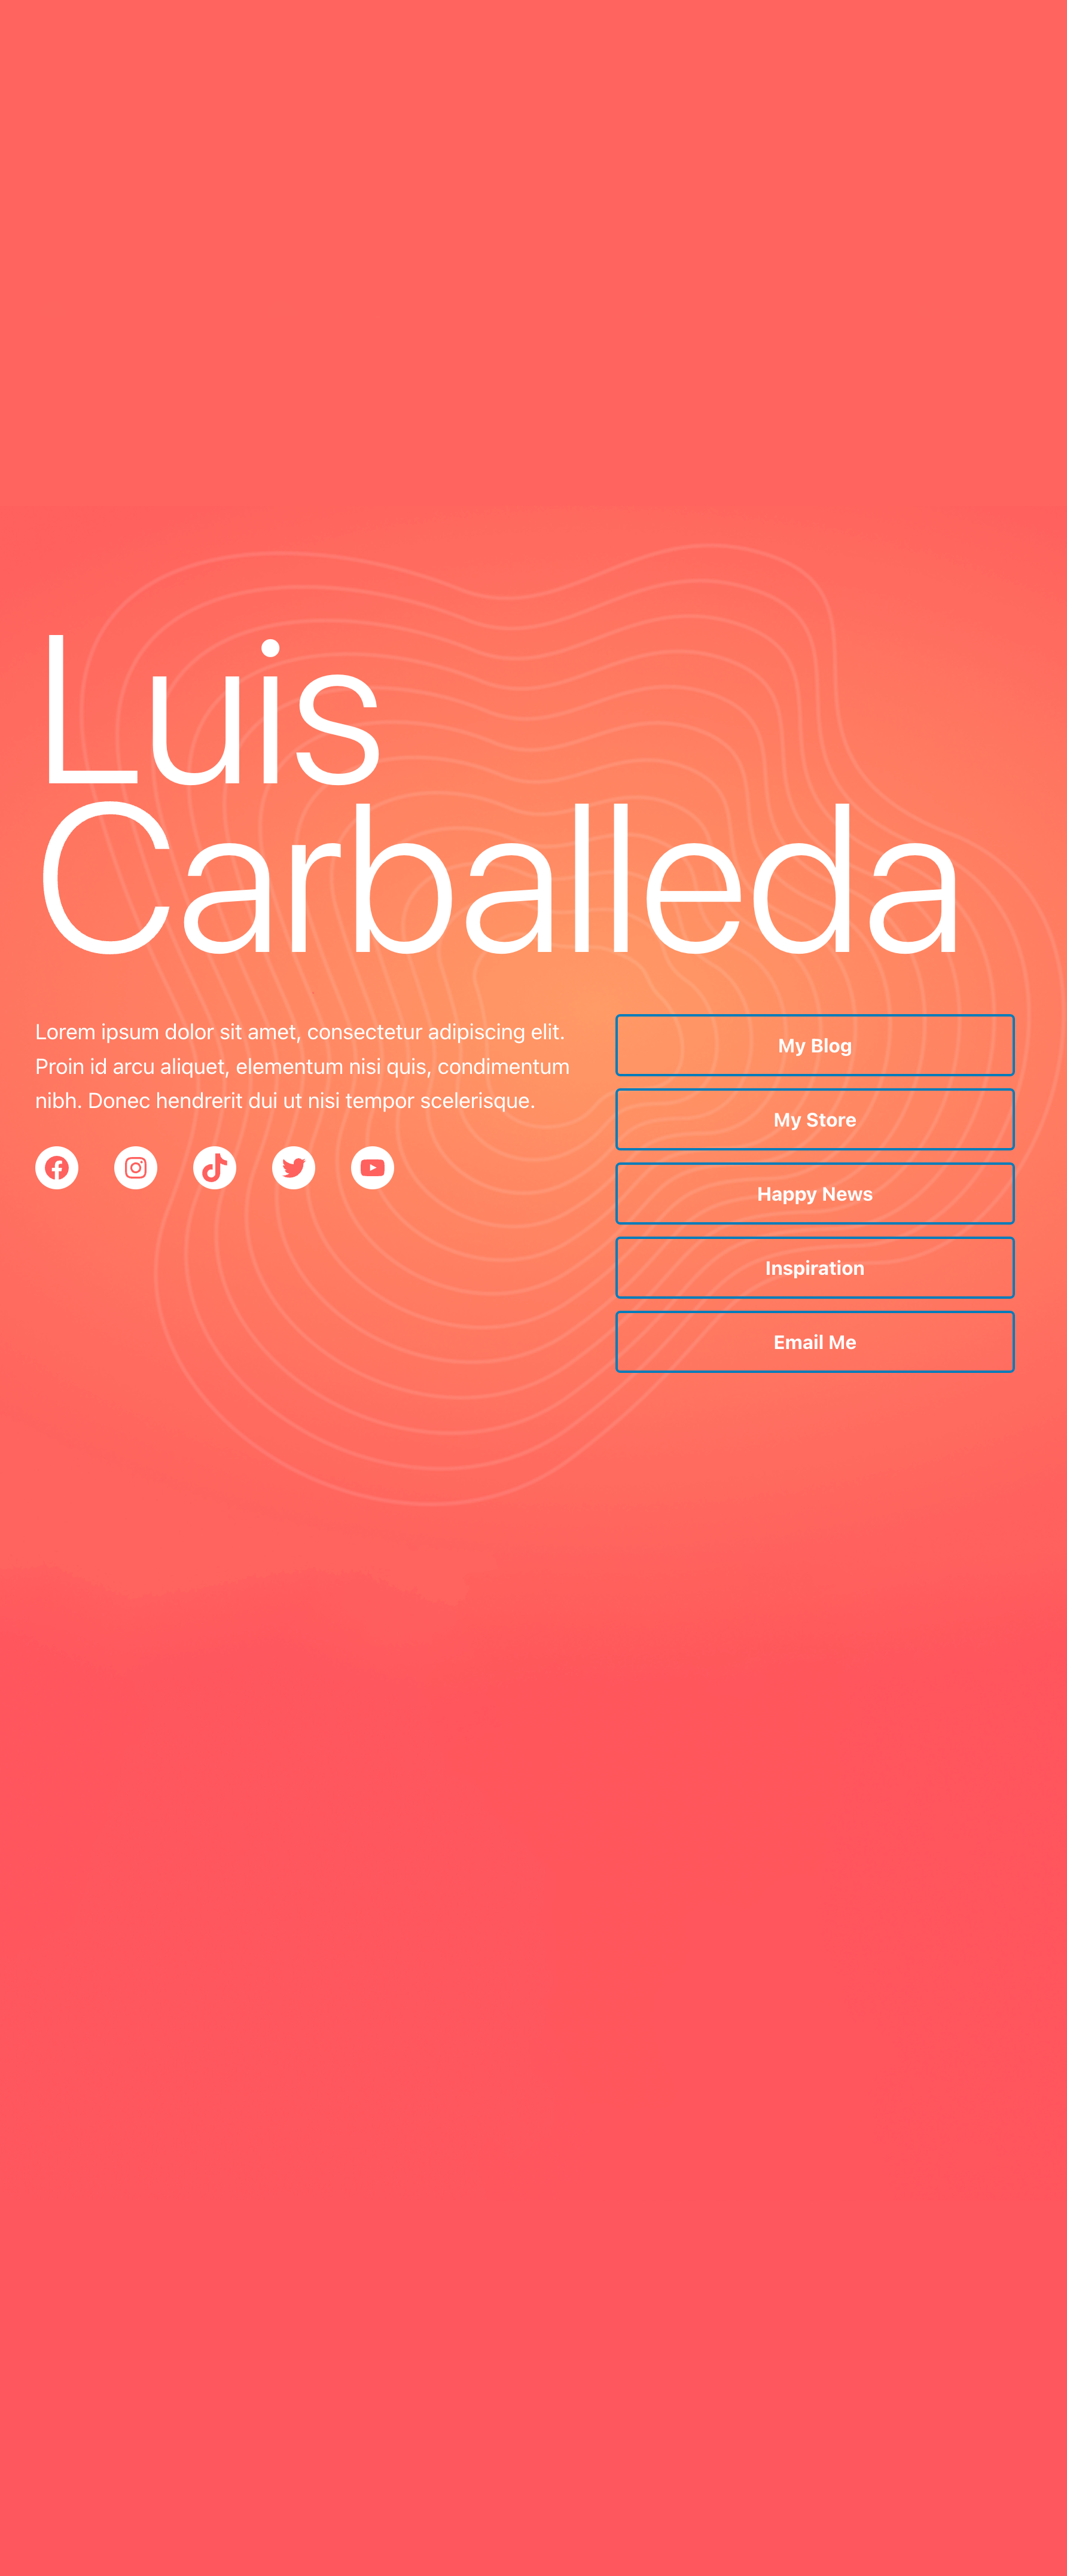 Luis
Carballeda
Lorem ipsum dolor sit amet, consectetur adipiscing elit.
Proin id arcu aliquet, elementum nisi quis, condimentum
nibh. Donec hendrerit dui ut nisi tempor scelerisque.
My Blog
My Store
Happy News
Inspiration
Email Me